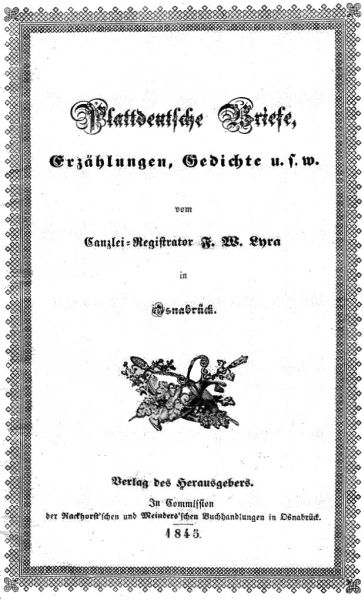 Plattdeutsche Briefe,
Erzählungen, Gedichte u. s. w.
vom
Canzlei-Registrator F. W. Lyra
in
Osnabrück.
Verlag des Herausgebers.
In Commission
der Rackhorst'schen und Meinders'schen Buchhandlungen in Osnabrück.
1845.